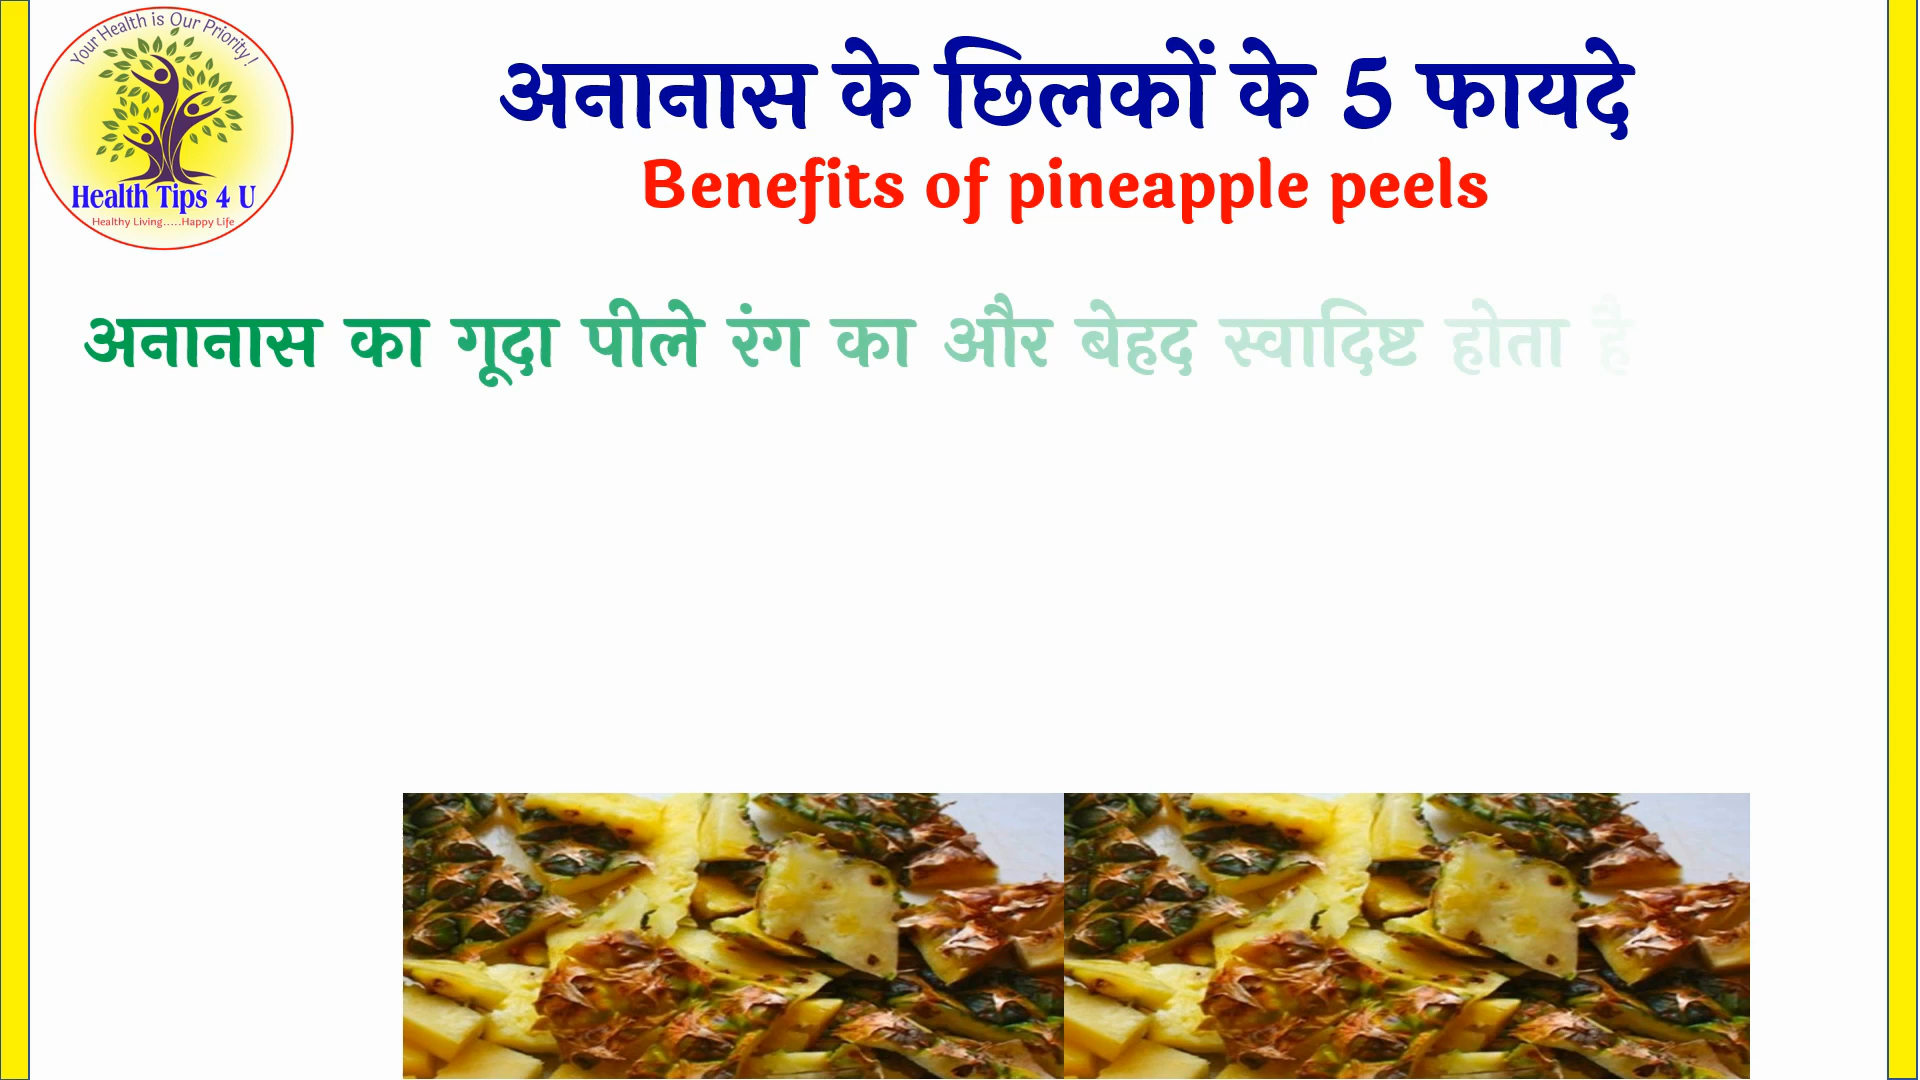 Your Health is Our Priority!
Health Tips 4 U
Healthy Living.....Happy Life
अनानास के छिलकों के 5 फायदे
Benefits of pineapple peels
अनानास का गूदा पीले रंग का और बेहद स्वादिष्ट होता है